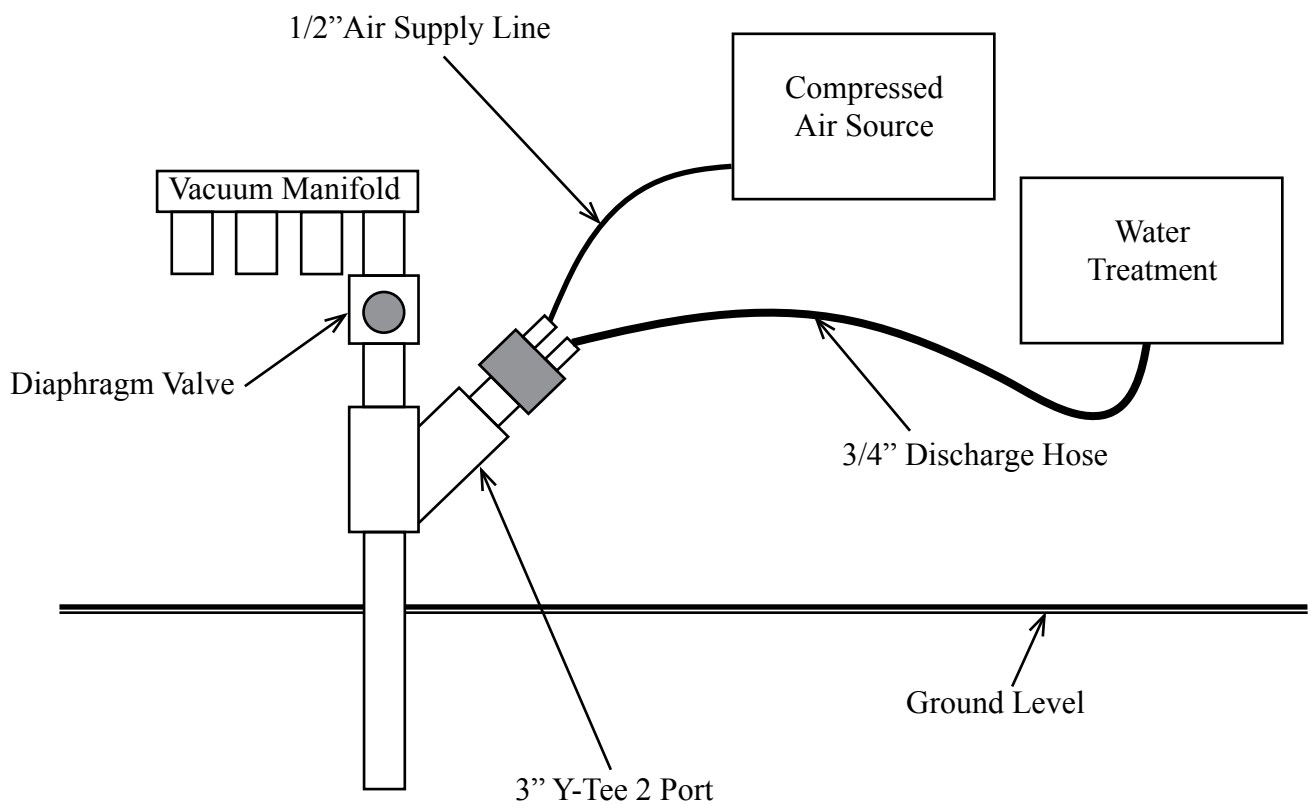 1/2”Air Supply Line
Compressed
Air Source
Vacuum Manifold
Water
Treatment
Diaphragm Valve
3/4” Discharge Hose
Ground Level
3” Y-Tee 2 Port